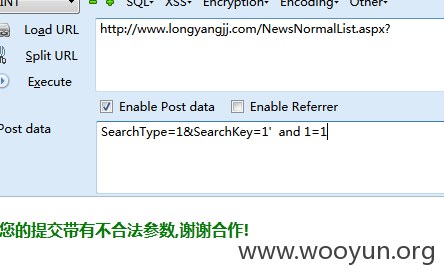 INT SQL▾ XSS▾ Encryption▾ Encoding▾ Other▾
Load URL
http://www.longyangjj.com/NewsNormalList.aspx?
Split URL
Execute
Enable Post data Enable Referrer
Post data
SearchType=1&SearchKey=1' and 1=1
您的提交带有不合法参数,谢谢合作!
www.wooyun.org